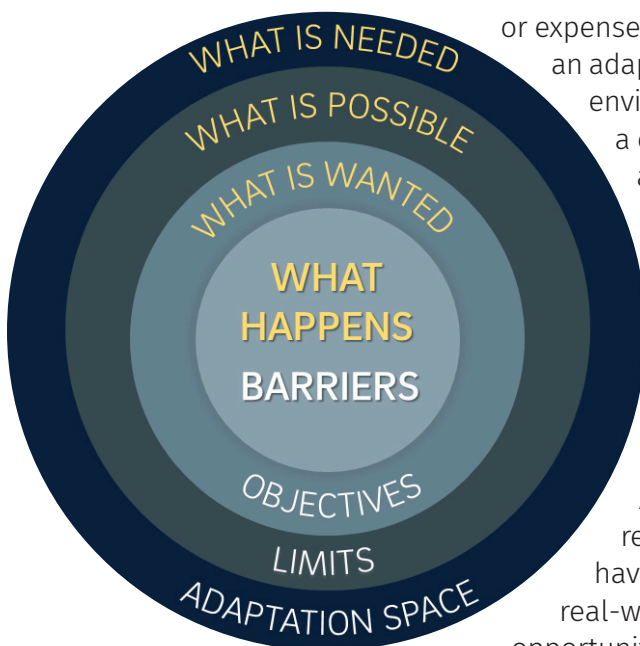 WHAT IS NEEDED
WHAT IS POSSIBLE
WHAT IS WANTED
WHAT
HAPPENS
BARRIERS
OBJECTIVES
LIMITS
ADAPTATION SPACE
or expense
an adap
envi
a
re
hav
real-w
opportunit